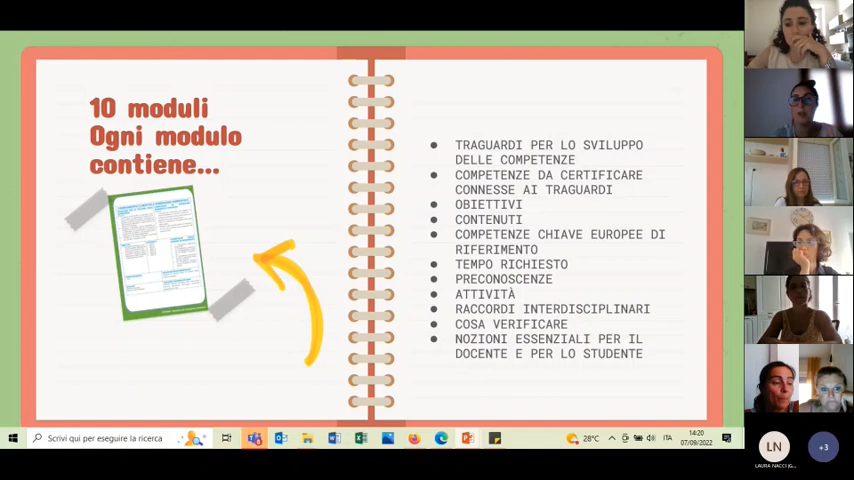 10 moduli
Ogni modulo
contiene...
TRAGUARDI PER LO SVILUPPO
DELLE COMPETENZE
COMPETENZE DA CERTIFICARE
CONNESSE AI TRAGUARDI
OBIETTIVI
CONTENUTI
COMPETENZE CHIAVE EUROPEE DI
RIFERIMENTO
TEMPO RICHIESTO
PRECONOSCENZE
ATTIVITÀ
RACCORDI INTERDISCIPLINARI
COSA VERIFICARE
NOZIONI ESSENZIALI PER IL
DOCENTE E PER LO STUDENTE
Scrivi qui per eseguire la ricerca
28°C
ITA
14:20
07/09/2022
LN
+3
LAURA NACCI (G...